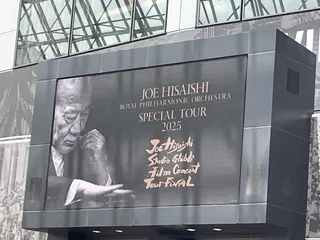 JOE HISAISHI
ROYAL PHILHARMONIC ORCHESTRA
SPECIAL TOUR
2025
Joe Hisaishi
Studio Ghibli
Film Concert
Tour Final